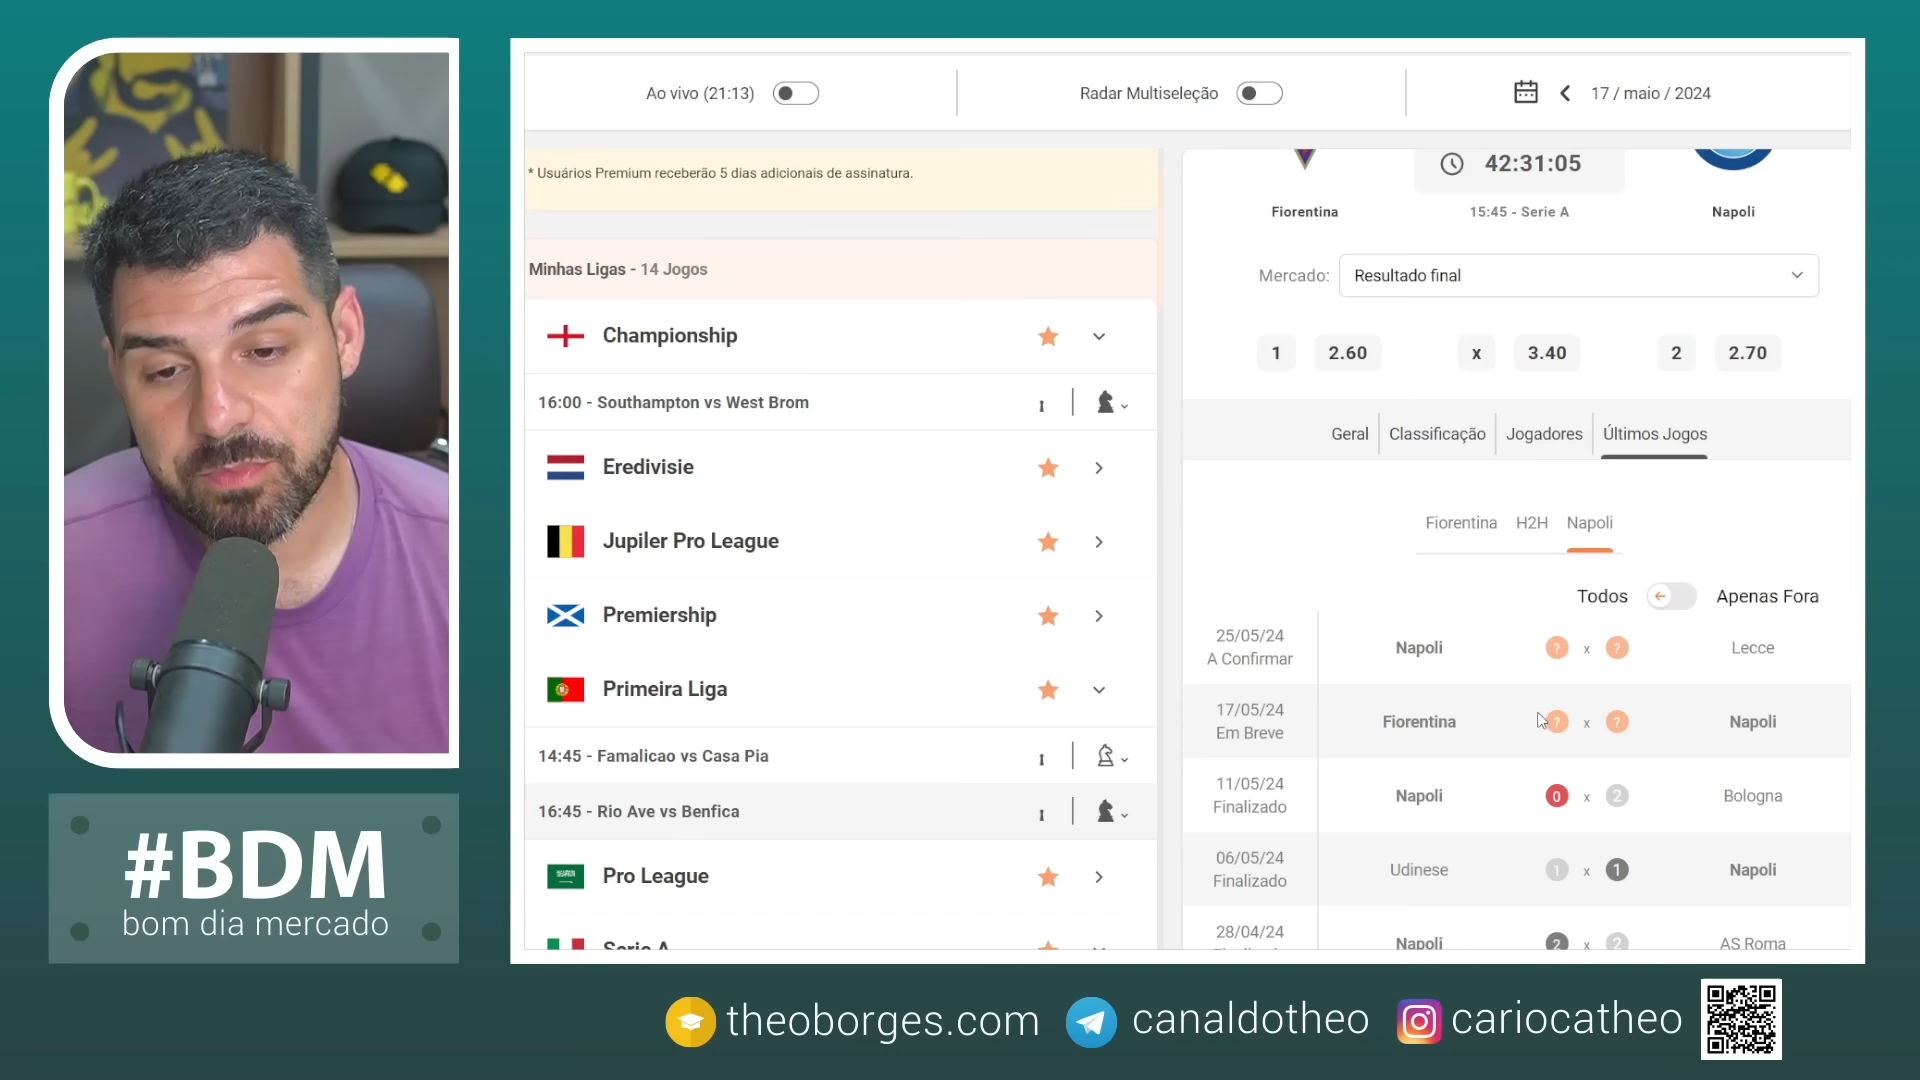 Ao vivo (21:13)
Radar Multiseleção
17 / maio / 2024
* Usuários Premium receberão 5 dias adicionais de assinatura.
Minhas Ligas - 14 Jogos
Championship
16:00 - Southampton vs West Brom
Eredivisie
Jupiler Pro League
Premiership
Primeira Liga
14:45 - Famalicao vs Casa Pia
16:45 - Rio Ave vs Benfica
Pro League
Serie A
42:31:05
Fiorentina
15:45 - Serie A
Napoli
Mercado:
Resultado final
1 2.60 x 3.40 2 2.70
Geral Classificação Jogadores Últimos Jogos
Fiorentina H2H Napoli
Todos Apenas Fora
25/05/24
A Confirmar
Napoli ? x ? Lecce
17/05/24
Em Breve
Fiorentina ? x ? Napoli
11/05/24
Finalizado
Napoli 0 x 2 Bologna
06/05/24
Finalizado
Udinese 1 x 1 Napoli
28/04/24
Napoli 2 x 2 AS Roma
#BDM
bom dia mercado
theoborges.com
canaldotheo
cariocatheo